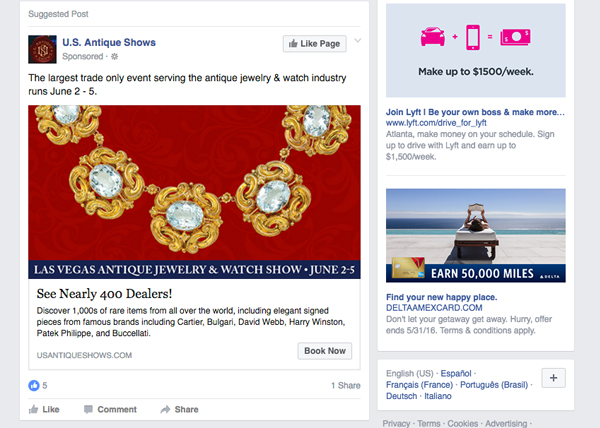 Suggested Post
U.S. Antique Shows
Like Page
Sponsored ·
The largest trade only event serving the antique jewelry & watch industry
runs June 2 - 5.
LAS VEGAS ANTIQUE JEWELRY & WATCH SHOW • JUNE 2-5
See Nearly 400 Dealers!
Discover 1,000s of rare items from all over the world, including elegant signed
pieces from famous brands including Cartier, Bulgari, David Webb, Harry Winston,
Patek Philippe, and Buccellati.
USANTIQUESHOWS.COM
Book Now
5
1 Share
Like
Comment
Share
+ =
Make up to $1500/week.
Join Lyft | Be your own boss & make more...
www.lyft.com/drive_for_lyft
Atlanta, make money on your schedule. Sign
up to drive with Lyft and earn up to
$1,500/week.
EARN 50,000 MILES
DELTA
Find your new happy place.
DELTAAMEXCARD.COM
Don't let your getaway get away. Hurry, offer
ends 5/31/16. Terms & conditions apply.
English (US) · Español ·
Français (France) · Português (Brasil) ·
Deutsch · Italiano
+
Privacy · Terms · Cookies · Advertising ·